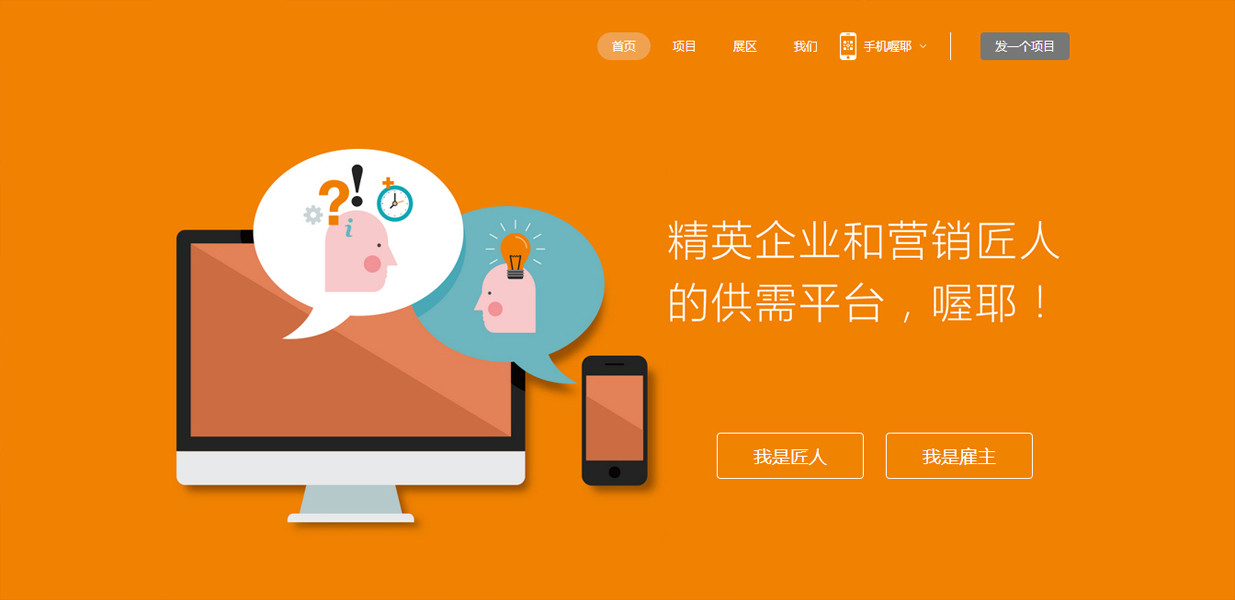 首页 项目 展区 我们 手机喔耶 发一个项目
?!
i
精英企业和营销匠人
的供需平台，喔耶！
我是匠人 我是雇主